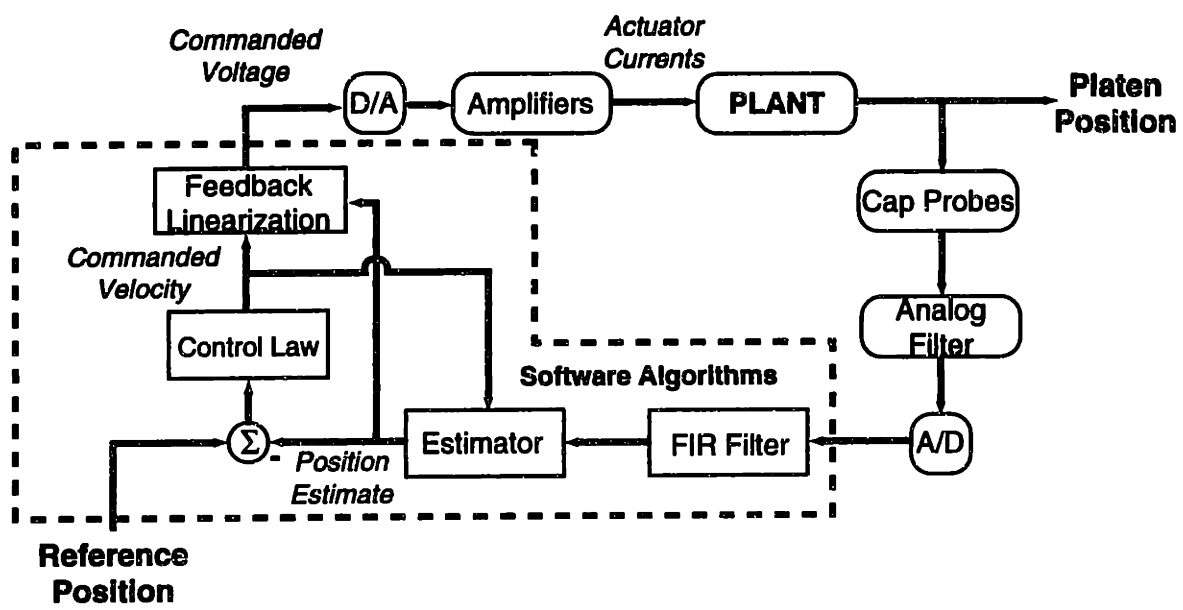 Commanded
Voltage
Actuator
Currents
D/A
Amplifiers
PLANT
Platen
Position
Feedback
Linearization
Cap Probes
Commanded
Velocity
Analog
Filter
Control Law
Software Algorithms
Σ
-
Position
Estimate
Estimator
FIR Filter
A/D
Reference
Position